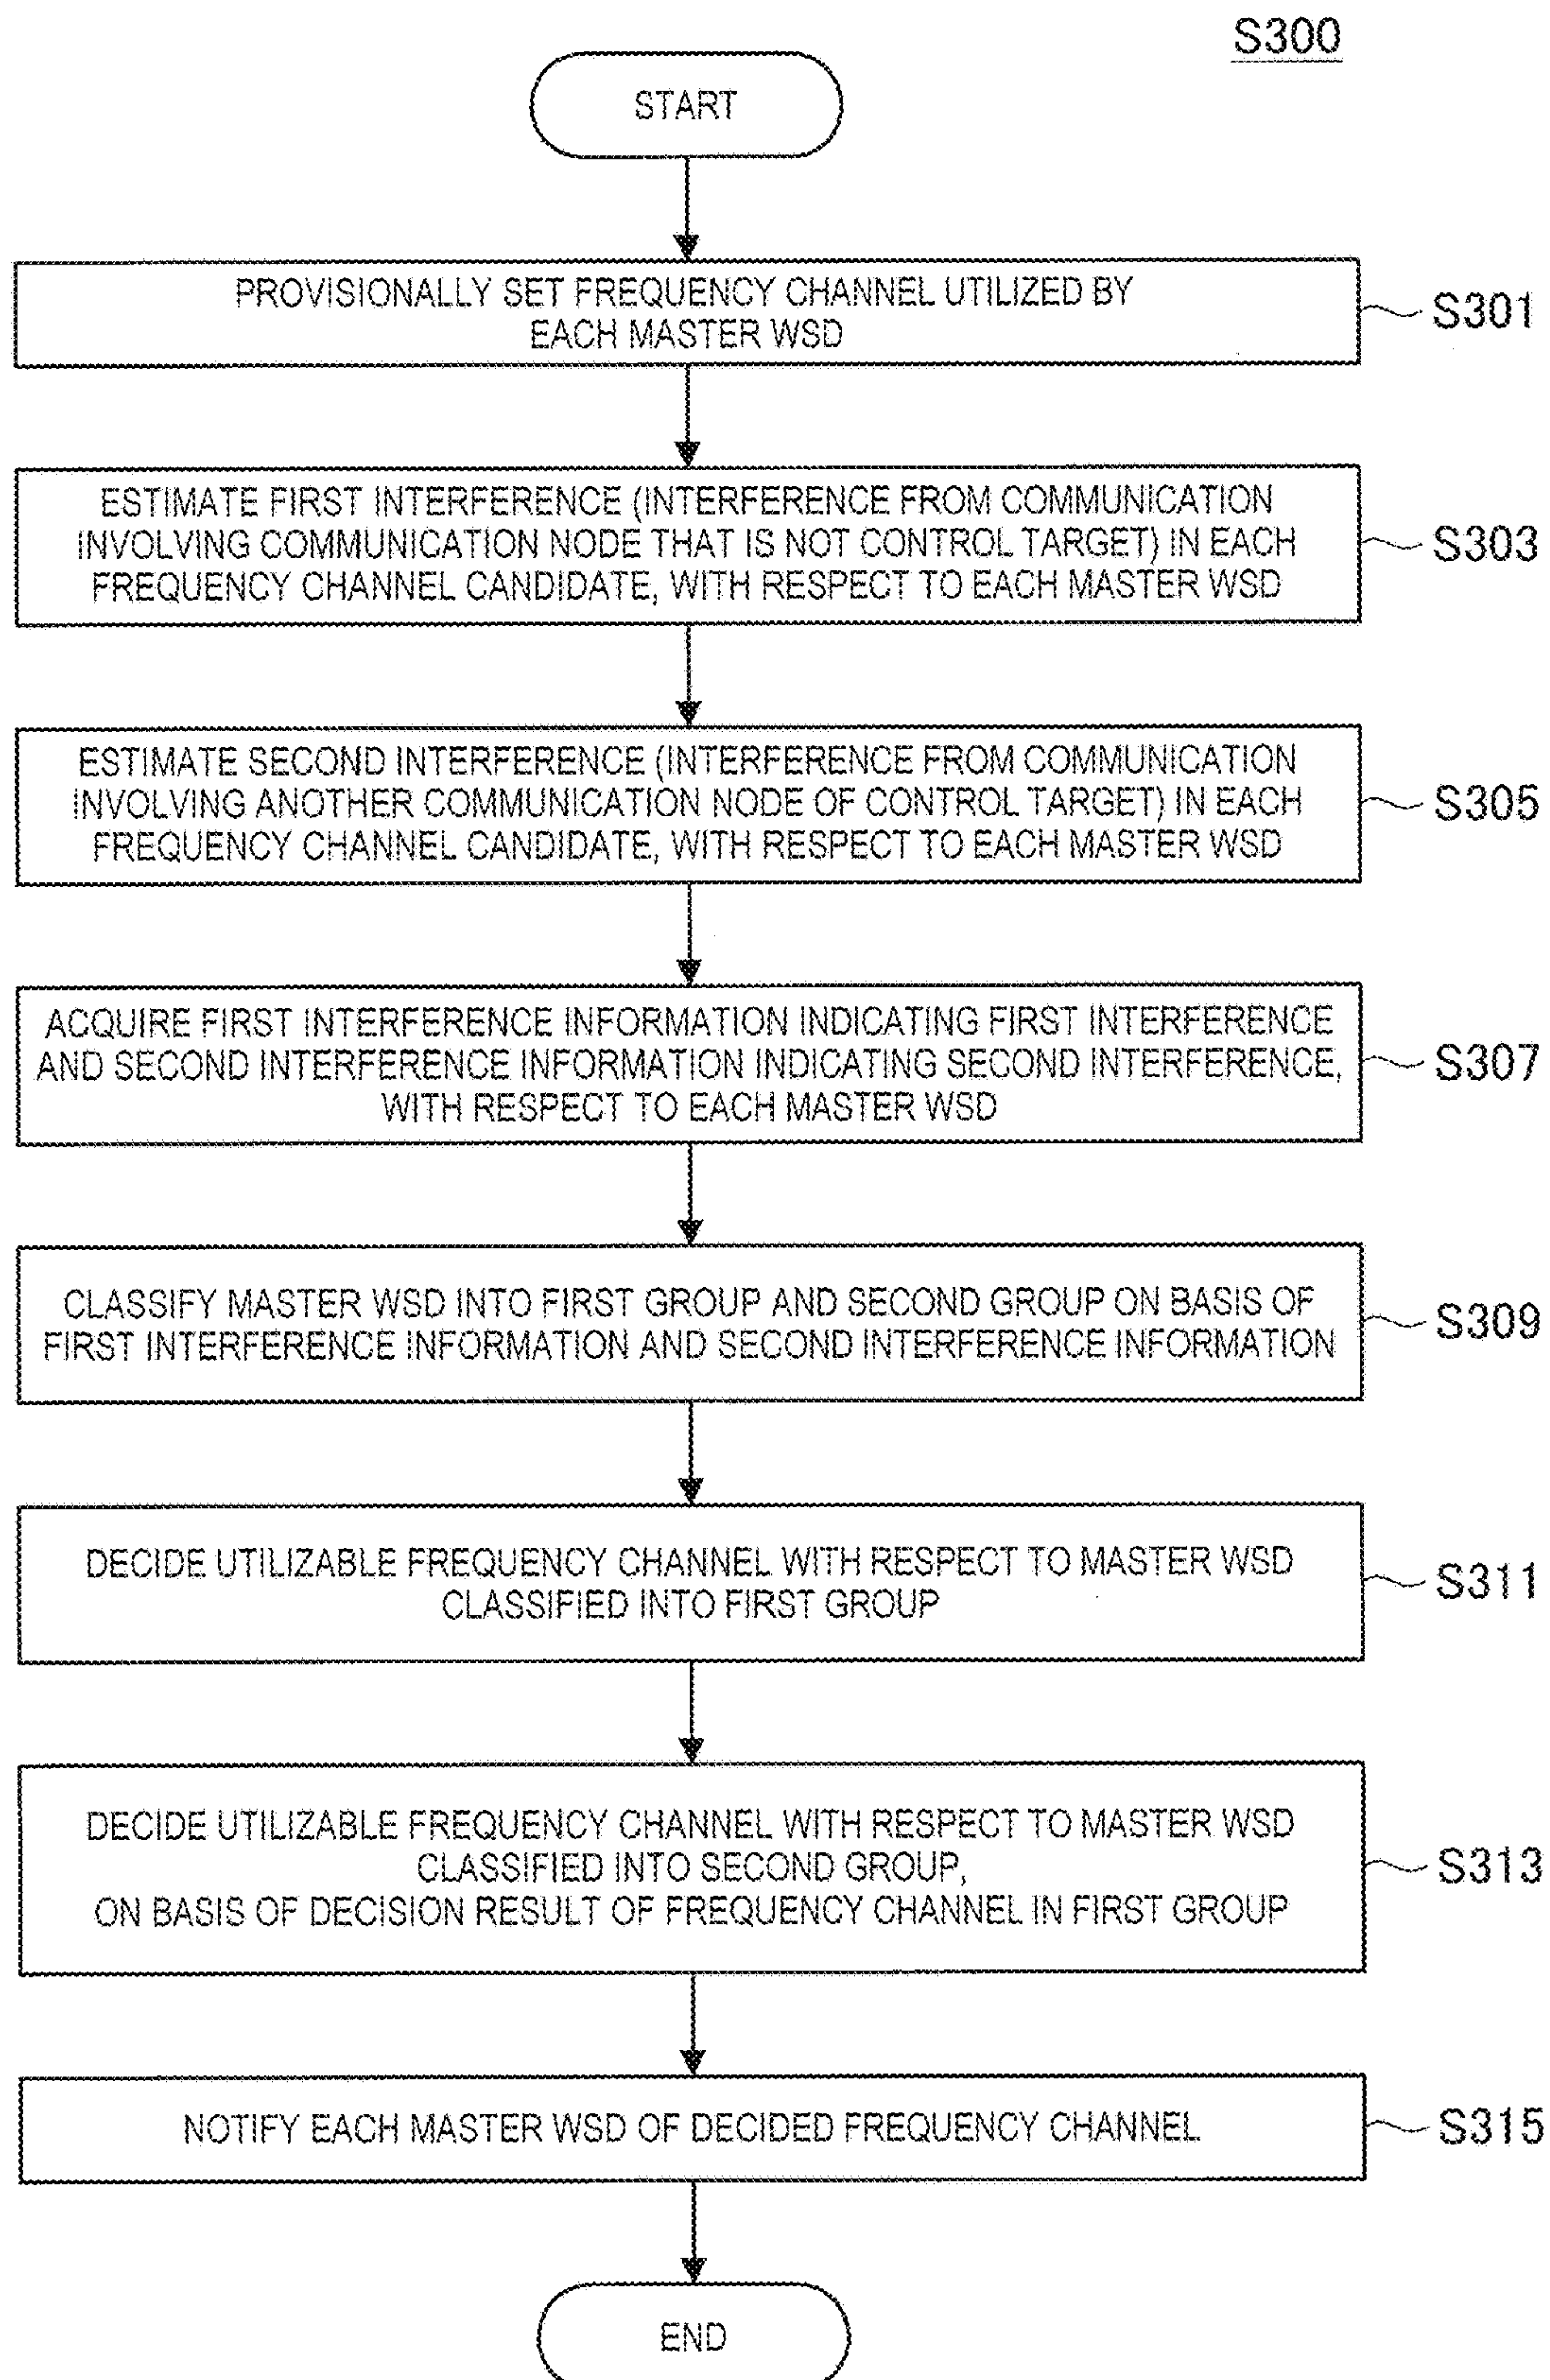 S300
START
PROVISIONALLY SET FREQUENCY CHANNEL UTILIZED BY
EACH MASTER WSD
S301
ESTIMATE FIRST INTERFERENCE (INTERFERENCE FROM COMMUNICATION
INVOLVING COMMUNICATION NODE THAT IS NOT CONTROL TARGET) IN EACH
FREQUENCY CHANNEL CANDIDATE, WITH RESPECT TO EACH MASTER WSD
S303
ESTIMATE SECOND INTERFERENCE (INTERFERENCE FROM COMMUNICATION
INVOLVING ANOTHER COMMUNICATION NODE OF CONTROL TARGET) IN EACH
FREQUENCY CHANNEL CANDIDATE, WITH RESPECT TO EACH MASTER WSD
S305
ACQUIRE FIRST INTERFERENCE INFORMATION INDICATING FIRST INTERFERENCE
AND SECOND INTERFERENCE INFORMATION INDICATING SECOND INTERFERENCE,
WITH RESPECT TO EACH MASTER WSD
S307
CLASSIFY MASTER WSD INTO FIRST GROUP AND SECOND GROUP ON BASIS OF
FIRST INTERFERENCE INFORMATION AND SECOND INTERFERENCE INFORMATION
S309
DECIDE UTILIZABLE FREQUENCY CHANNEL WITH RESPECT TO MASTER WSD
CLASSIFIED INTO FIRST GROUP
S311
DECIDE UTILIZABLE FREQUENCY CHANNEL WITH RESPECT TO MASTER WSD
CLASSIFIED INTO SECOND GROUP,
ON BASIS OF DECISION RESULT OF FREQUENCY CHANNEL IN FIRST GROUP
S313
NOTIFY EACH MASTER WSD OF DECIDED FREQUENCY CHANNEL
S315
END